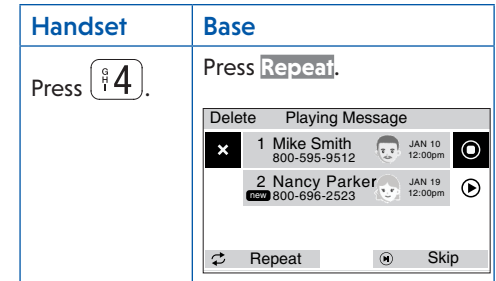 Handset Base
Press GHI 4.
Press Repeat.
Delete Playing Message
1 Mike Smith JAN 10
800-595-9512 12:00pm
2 Nancy Parker JAN 19
new 800-696-2523 12:00pm
Repeat Skip